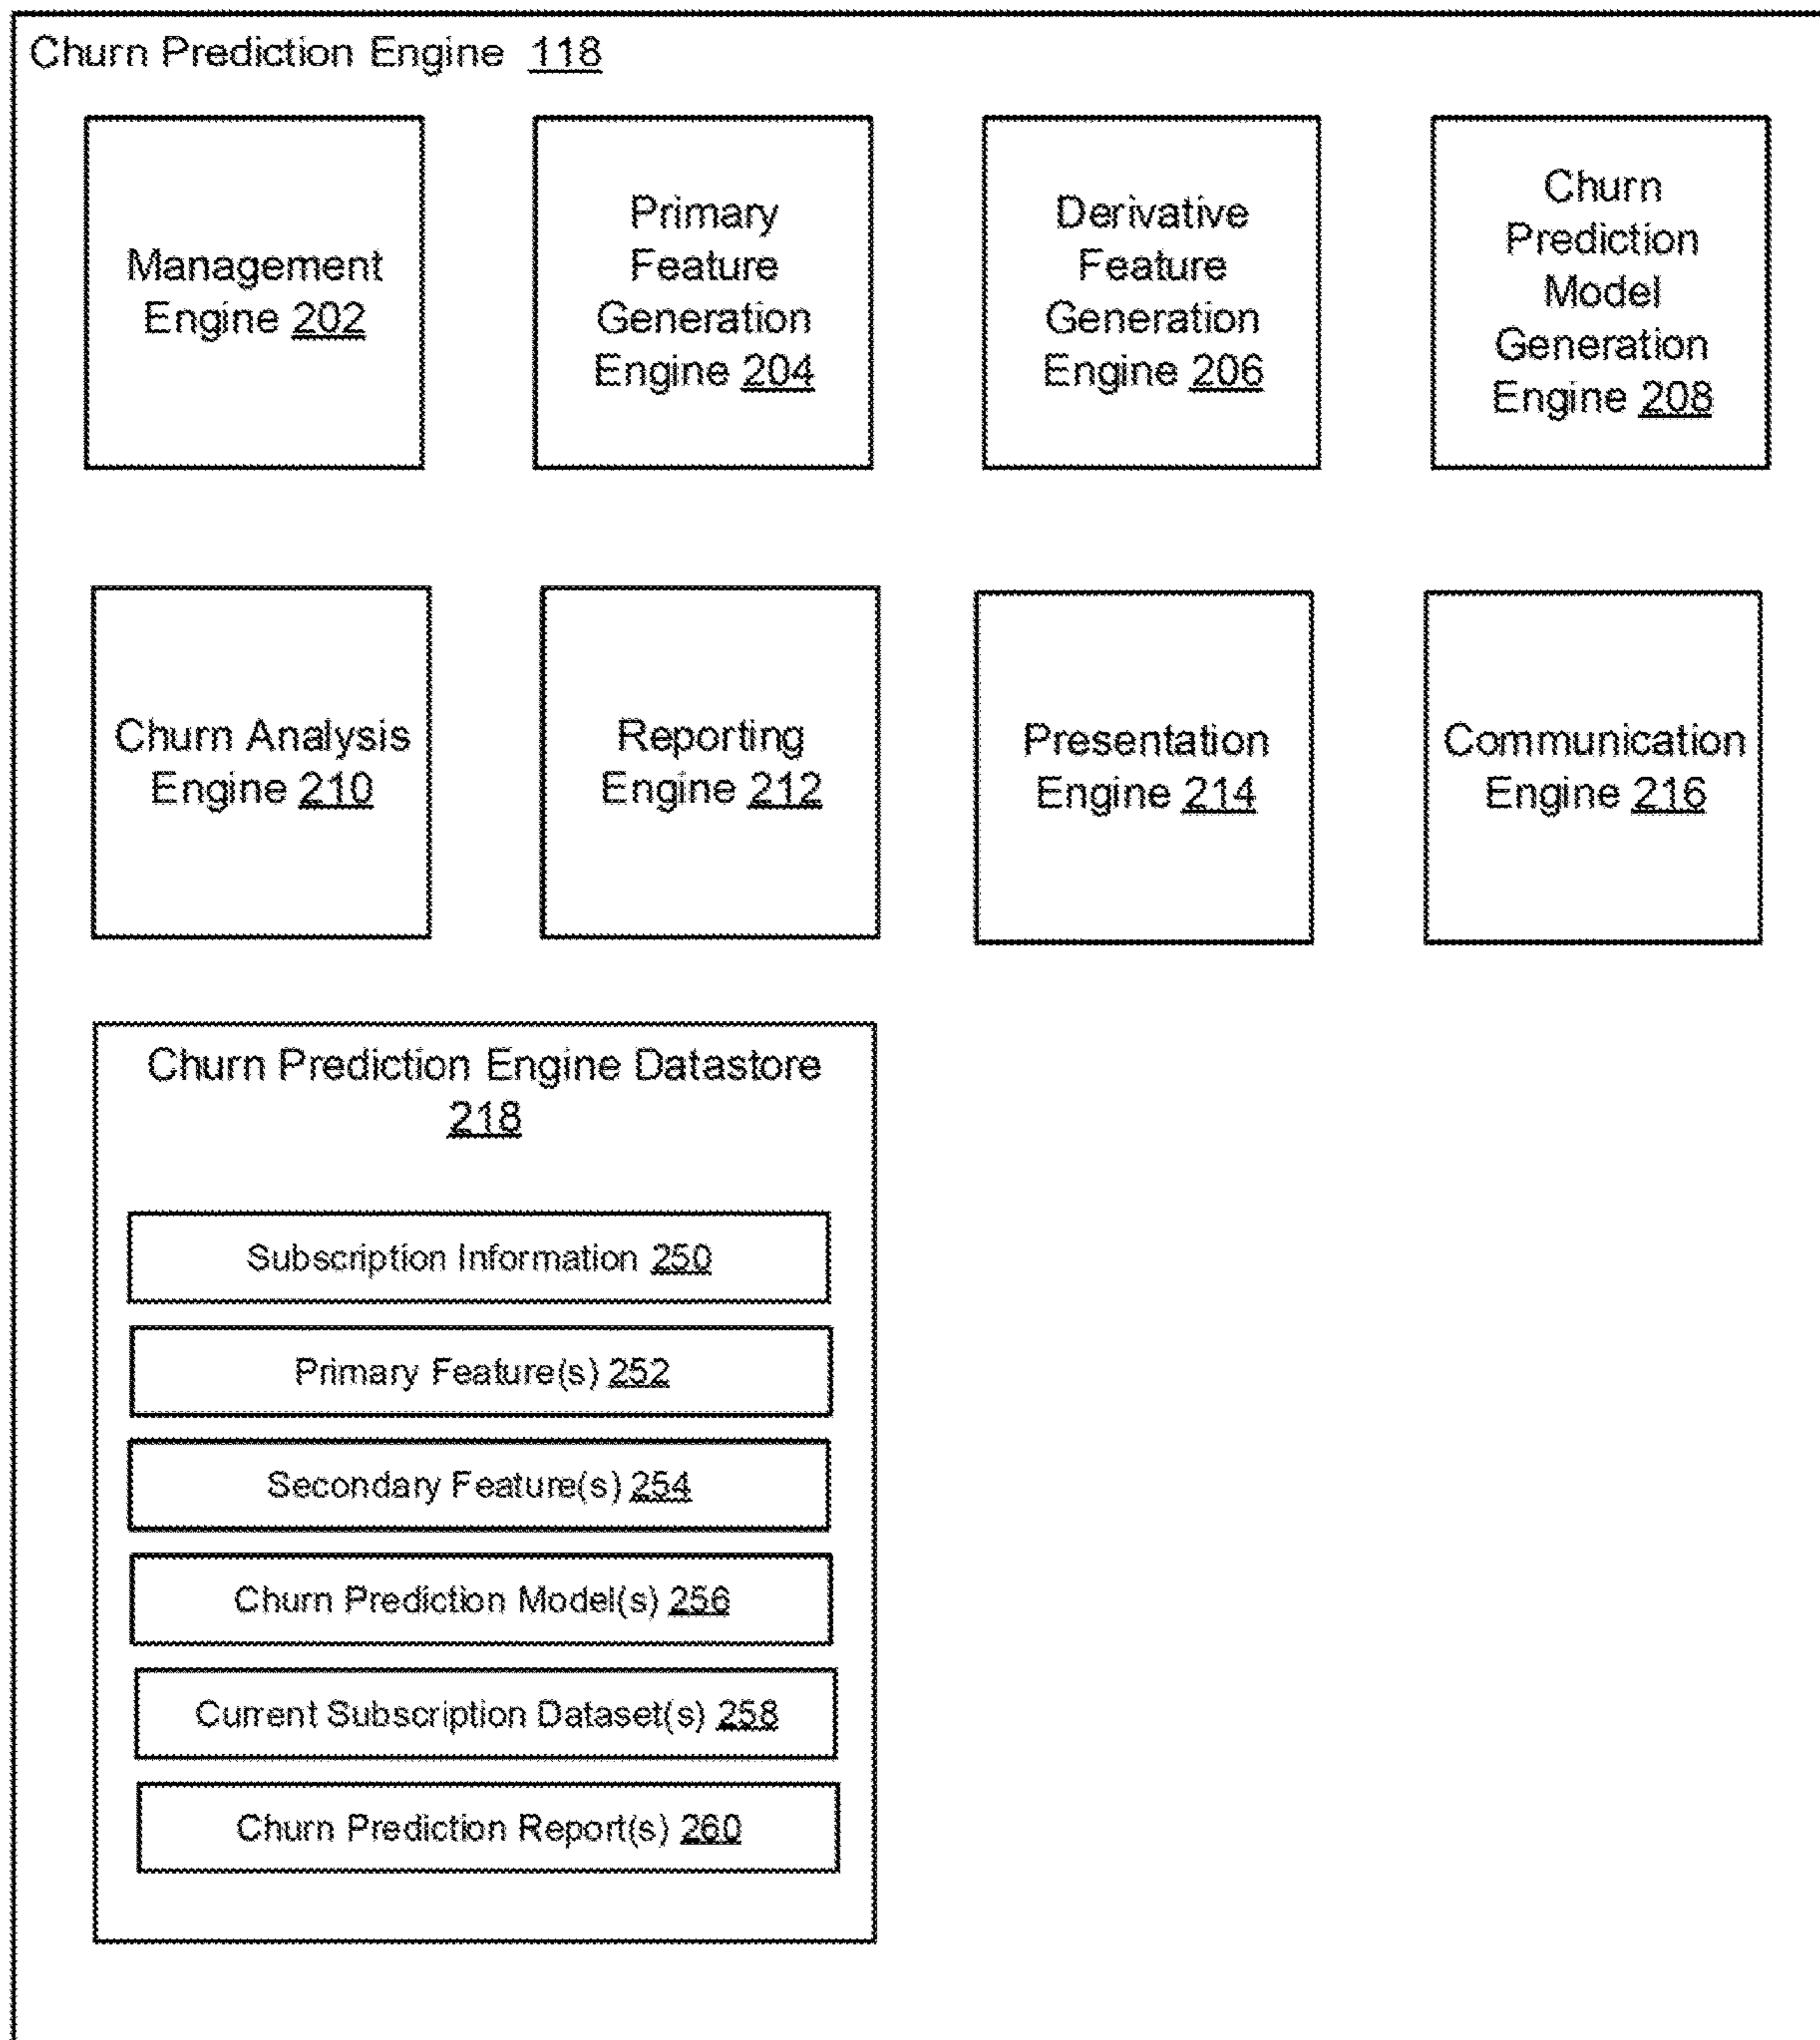 Churn Prediction Engine 118
Management
Engine 202
Primary
Feature
Generation
Engine 204
Derivative
Feature
Generation
Engine 206
Churn
Prediction
Model
Generation
Engine 208
Churn Analysis
Engine 210
Reporting
Engine 212
Presentation
Engine 214
Communication
Engine 216
Churn Prediction Engine Datastore
218
Subscription Information 250
Primary Feature(s) 252
Secondary Feature(s) 254
Churn Prediction Model(s) 256
Current Subscription Dataset(s) 258
Churn Prediction Report(s) 260